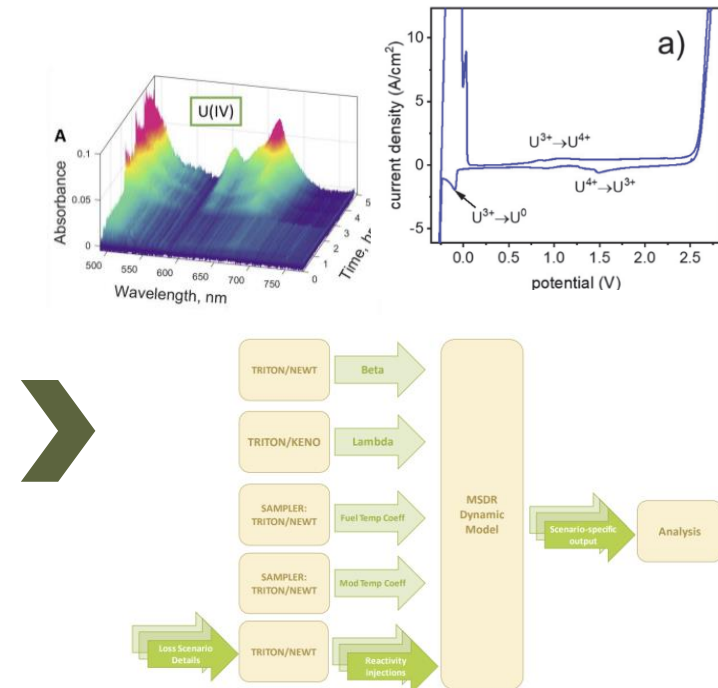 A
U(IV)
Absorbance
0.1
0.05
0
500
550
600
650
700
750
Wavelength, nm
0
1
2
3
4
5
Time, hr
a)
current density (A/cm²)
10
5
0
-5
U³⁺→U⁴⁺
U⁴⁺→U³⁺
U³⁺→U⁰
0.0
0.5
1.0
1.5
2.0
2.5
potential (V)
TRITON/NEWT
Beta
TRITON/KENO
Lambda
SAMPLER:
TRITON/NEWT
Fuel Temp Coeff
SAMPLER:
TRITON/NEWT
Mod Temp Coeff
Loss Scenario
Details
TRITON/NEWT
Reactivity
injections
MSDR
Dynamic
Model
Scenario-specific
output
Analysis